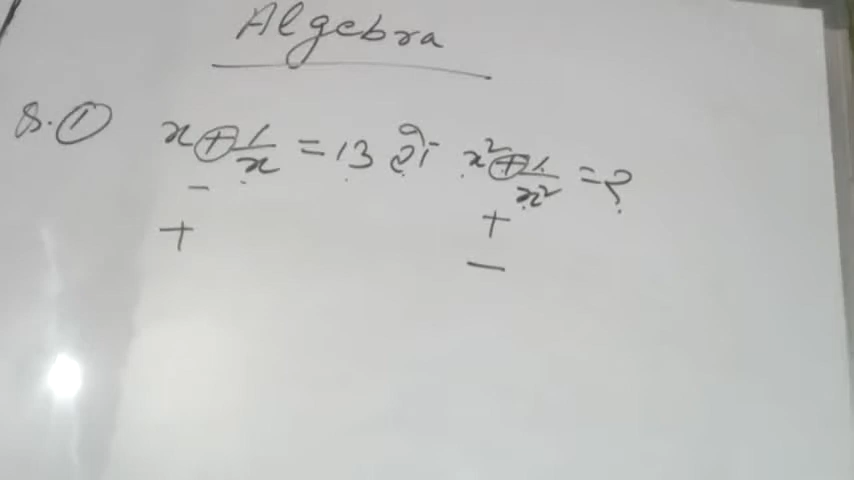 Algebra
Q. ① x + 1/x = 13 तो x² + 1/x² = ?
− +
+ −